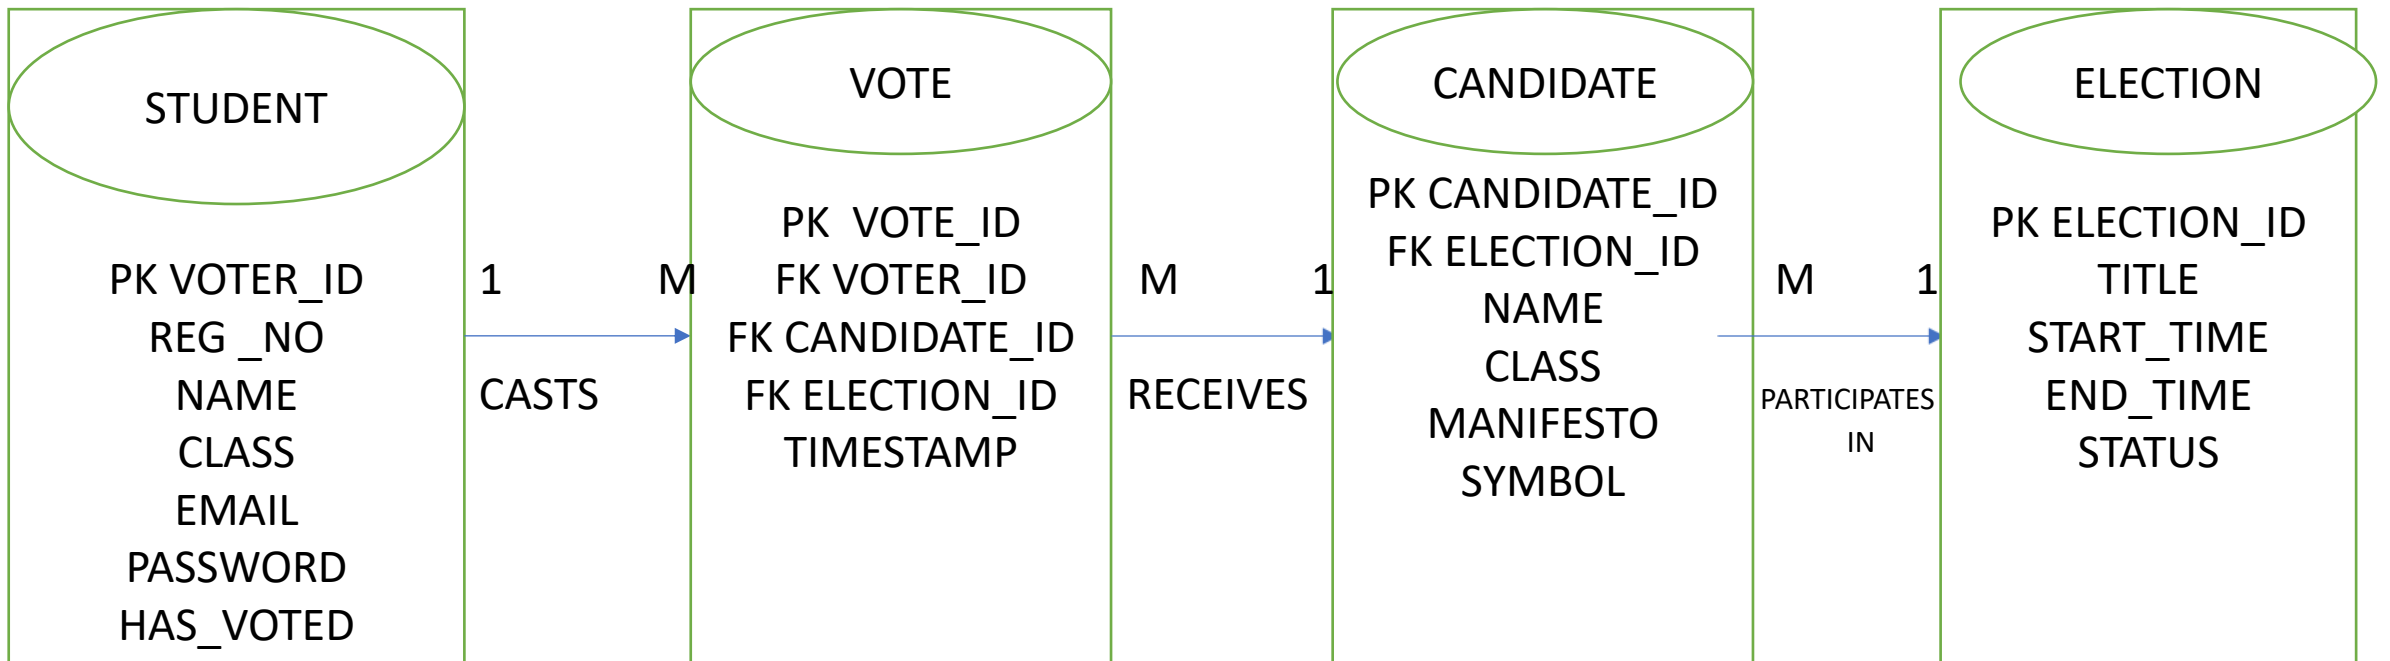 STUDENT
PK VOTER_ID
REG _NO
NAME
CLASS
EMAIL
PASSWORD
HAS_VOTED
1 M
CASTS
VOTE
PK VOTE_ID
FK VOTER_ID
FK CANDIDATE_ID
FK ELECTION_ID
TIMESTAMP
M 1
RECEIVES
CANDIDATE
PK CANDIDATE_ID
FK ELECTION_ID
NAME
CLASS
MANIFESTO
SYMBOL
M 1
PARTICIPATES
IN
ELECTION
PK ELECTION_ID
TITLE
START_TIME
END_TIME
STATUS